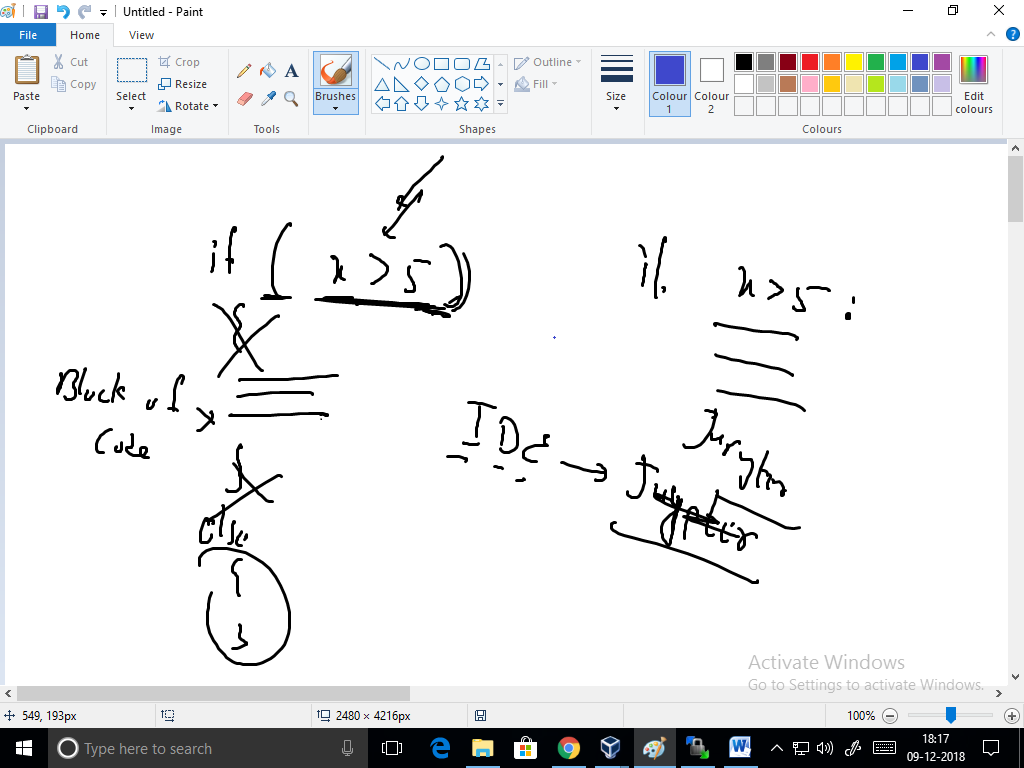 Untitled - Paint
File Home View
Paste
Cut
Copy
Clipboard
Select
Crop
Resize
Rotate
Image
A
Tools
Brushes
Outline
Fill
Shapes
Size
Colour 1
Colour 2
Edit colours
Colours
if ( x > 5 )
Block of
Code
else
{
}
if
x > 5 :
IDE
Jupyter
Activate Windows
Go to Settings to activate Windows.
549, 193px
2480 × 4216px
100%
Type here to search
18:17
09-12-2018